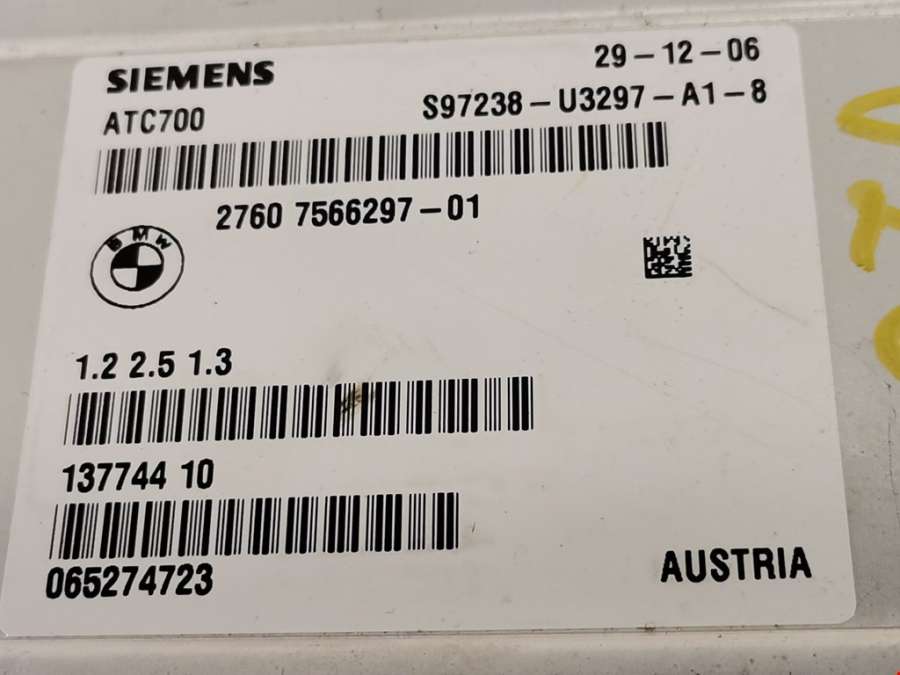 SIEMENS 29-12-06
ATC700 S97238-U3297-A1-8
2760 7566297-01
BMW
1.2 2.5 1.3
137744 10
065274723
AUSTRIA